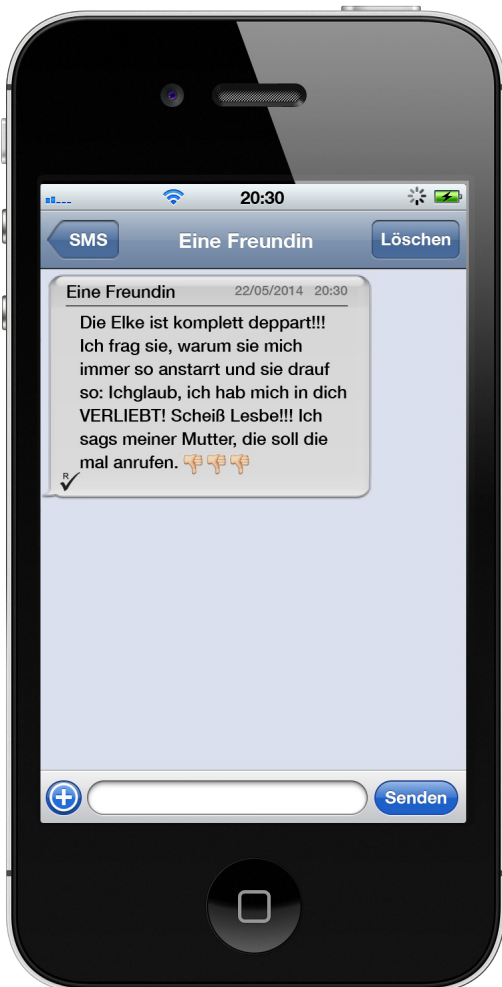 20:30
SMS
Eine Freundin
Löschen
Eine Freundin 22/05/2014 20:30
Die Elke ist komplett deppart!!!
Ich frag sie, warum sie mich
immer so anstarrt und sie drauf
so: Ichglaub, ich hab mich in dich
VERLIEBT! Scheiß Lesbe!!! Ich
sags meiner Mutter, die soll die
mal anrufen. 👎👎👎
R
Senden